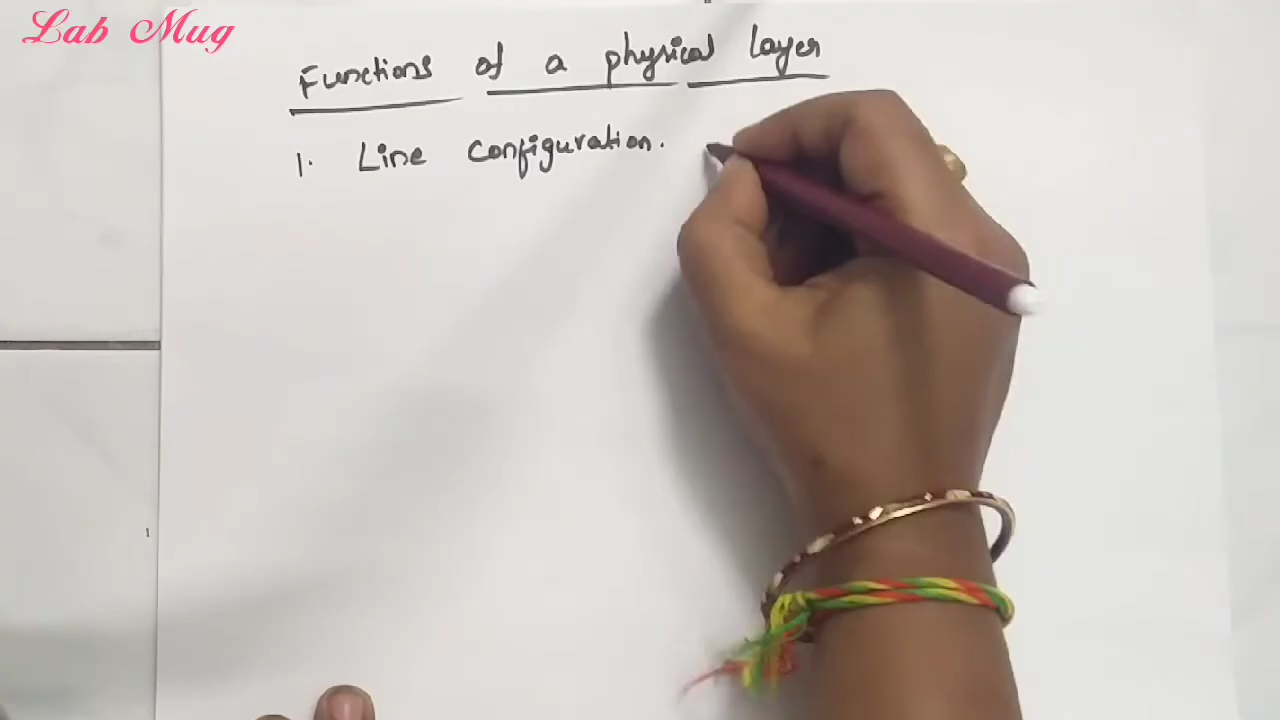 Lab Mug
Functions of a physical layer
1. Line configuration.